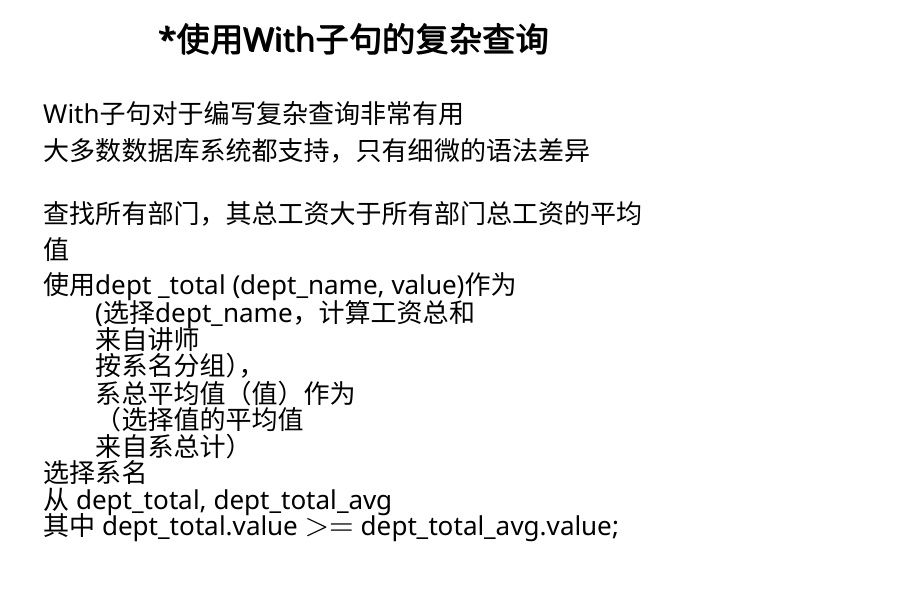 *使用With子句的复杂查询
With子句对于编写复杂查询非常有用
大多数数据库系统都支持，只有细微的语法差异
查找所有部门，其总工资大于所有部门总工资的平均
值
使用dept _total (dept_name, value)作为
(选择dept_name，计算工资总和
来自讲师
按系名分组），
系总平均值（值）作为
（选择值的平均值
来自系总计）
选择系名
从 dept_total, dept_total_avg
其中 dept_total.value >= dept_total_avg.value;